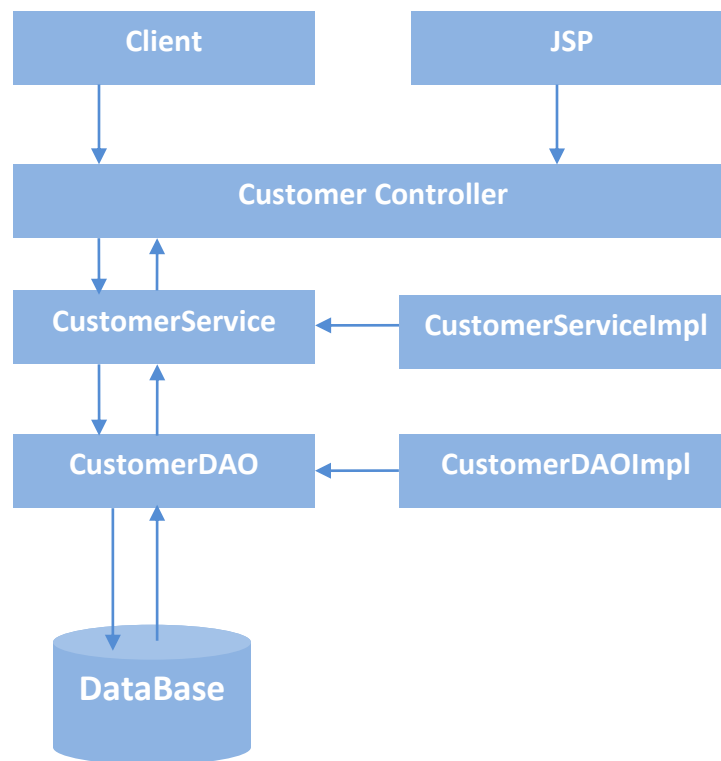 Client
JSP
Customer Controller
CustomerService
CustomerServiceImpl
CustomerDAO
CustomerDAOImpl
DataBase